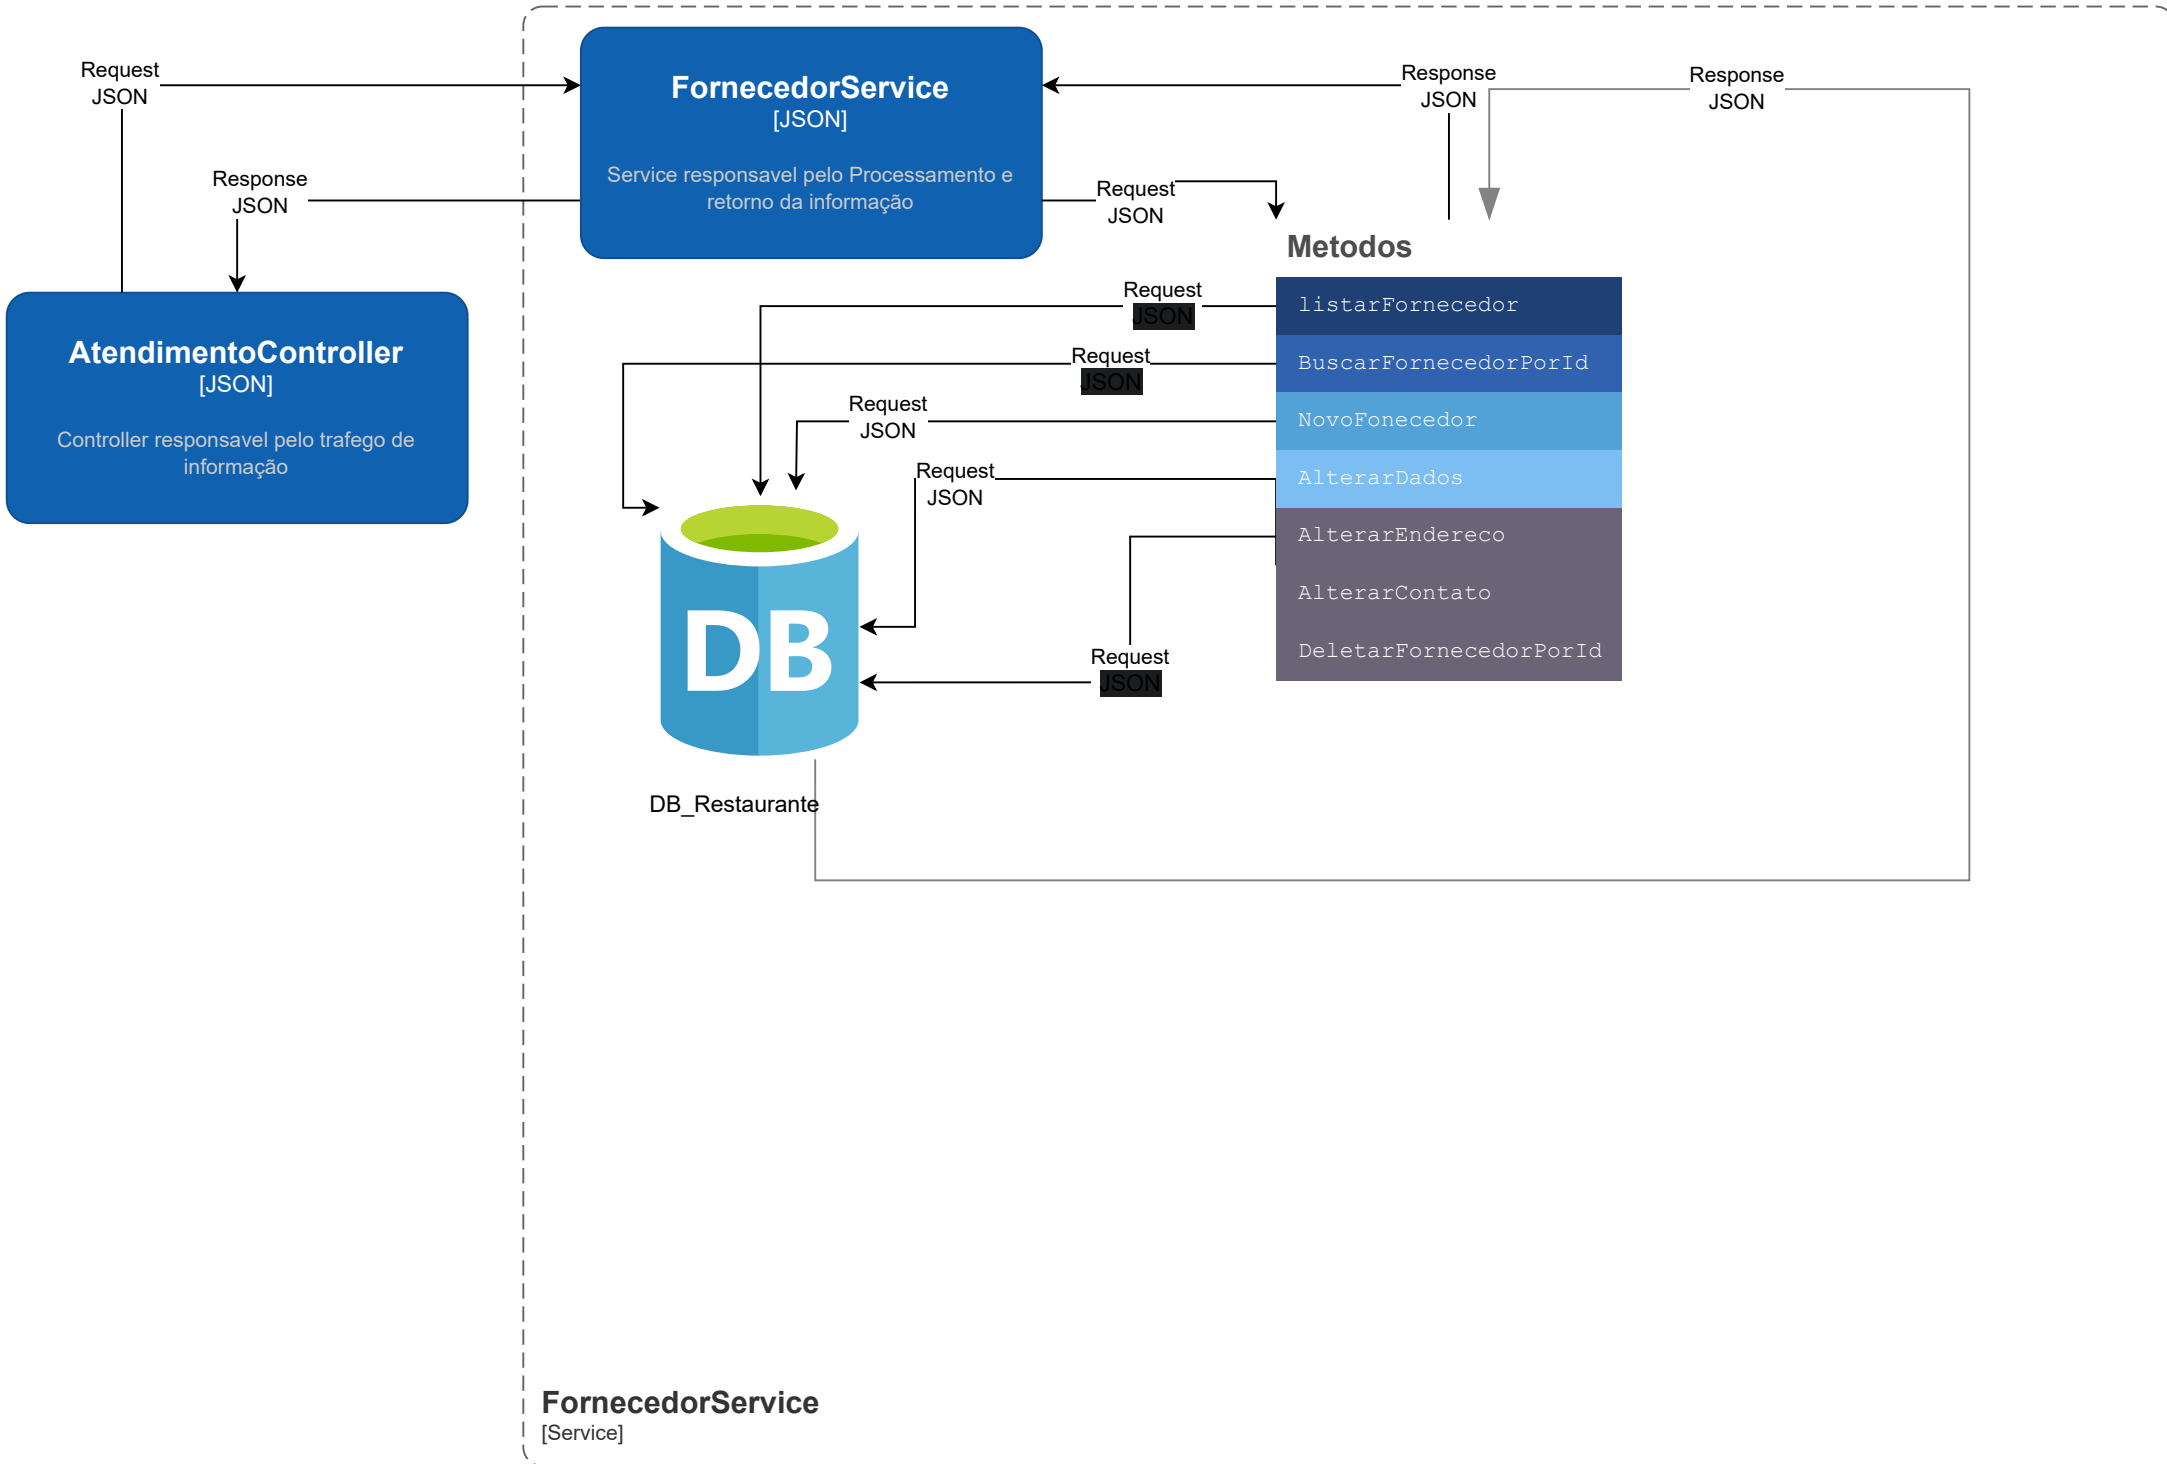 Request
JSON
FornecedorService
[JSON]
Service responsavel pelo Processamento e
retorno da informação
Response
JSON
Response
JSON
Response
JSON
Request
JSON
AtendimentoController
[JSON]
Controller responsavel pelo trafego de
informação
Metodos
listarFornecedor
BuscarFornecedorPorId
NovoFonecedor
AlterarDados
AlterarEndereco
AlterarContato
DeletarFornecedorPorId
Request
JSON
Request
JSON
Request
JSON
Request
JSON
Request
JSON
DB
DB_Restaurante
FornecedorService
[Service]